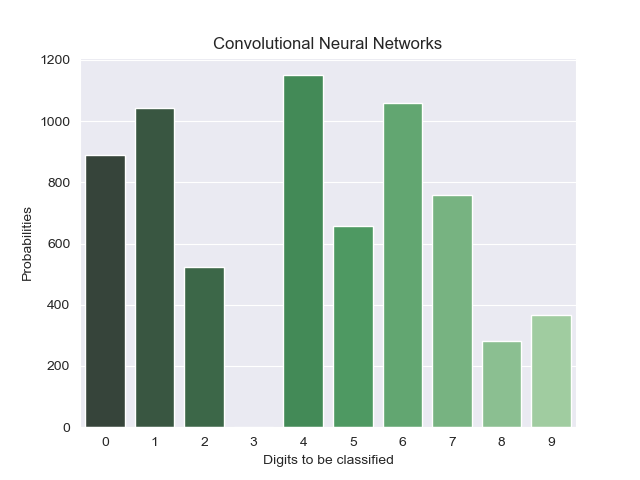 Convolutional Neural Networks
1200
1000
800
600
400
200
0
Probabilities
0 1 2 3 4 5 6 7 8 9
Digits to be classified